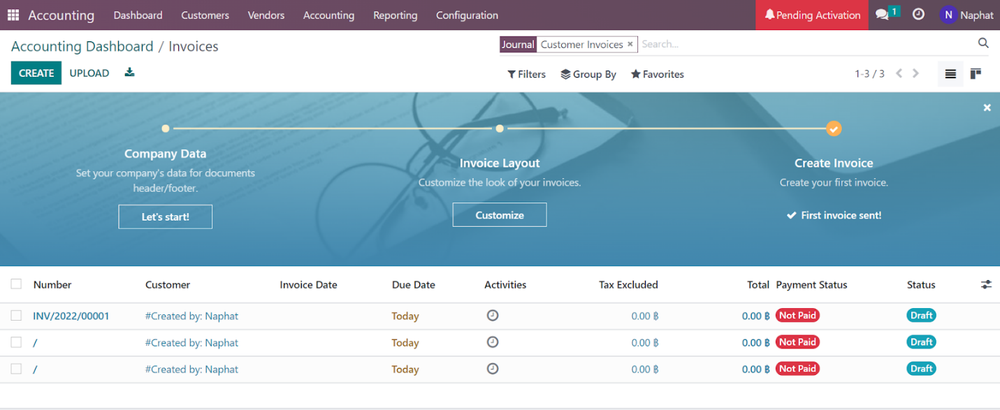 Accounting Dashboard Customers Vendors Accounting Reporting Configuration Pending Activation 1 N Naphat
Accounting Dashboard / Invoices Journal Customer Invoices × Search...
CREATE UPLOAD Filters Group By Favorites 1-3 / 3
Company Data
Set your company's data for documents
header/footer.
Let's start!
Invoice Layout
Customize the look of your invoices.
Customize
Create Invoice
Create your first invoice.
First invoice sent!
Number Customer Invoice Date Due Date Activities Tax Excluded Total Payment Status Status
INV/2022/00001 #Created by: Naphat Today 0.00 ฿ 0.00 ฿ Not Paid Draft
/ #Created by: Naphat Today 0.00 ฿ 0.00 ฿ Not Paid Draft
/ #Created by: Naphat Today 0.00 ฿ 0.00 ฿ Not Paid Draft